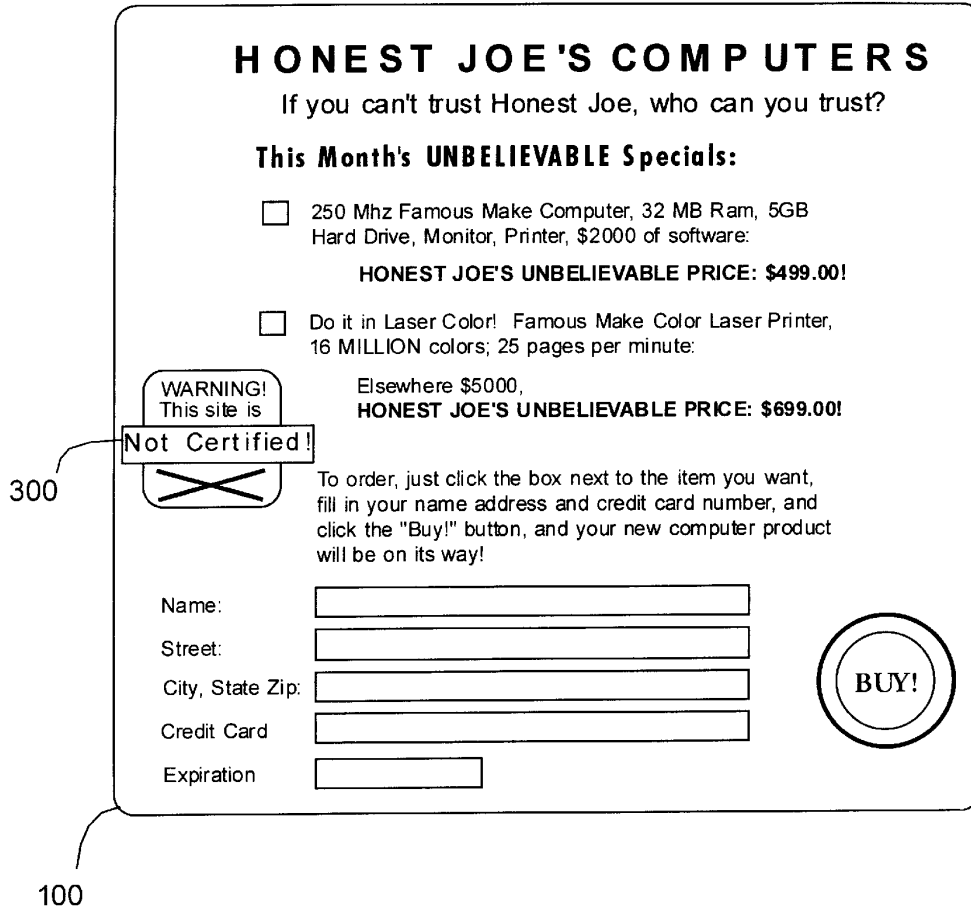 HONEST JOE'S COMPUTERS
If you can't trust Honest Joe, who can you trust?
This Month's UNBELIEVABLE Specials:
250 Mhz Famous Make Computer, 32 MB Ram, 5GB
Hard Drive, Monitor, Printer, $2000 of software:
HONEST JOE'S UNBELIEVABLE PRICE: $499.00!
Do it in Laser Color! Famous Make Color Laser Printer,
16 MILLION colors; 25 pages per minute:
Elsewhere $5000,
HONEST JOE'S UNBELIEVABLE PRICE: $699.00!
WARNING!
This site is
Not Certified!
300
To order, just click the box next to the item you want,
fill in your name address and credit card number, and
click the "Buy!" button, and your new computer product
will be on its way!
Name:
Street:
City, State Zip:
Credit Card
Expiration
BUY!
100